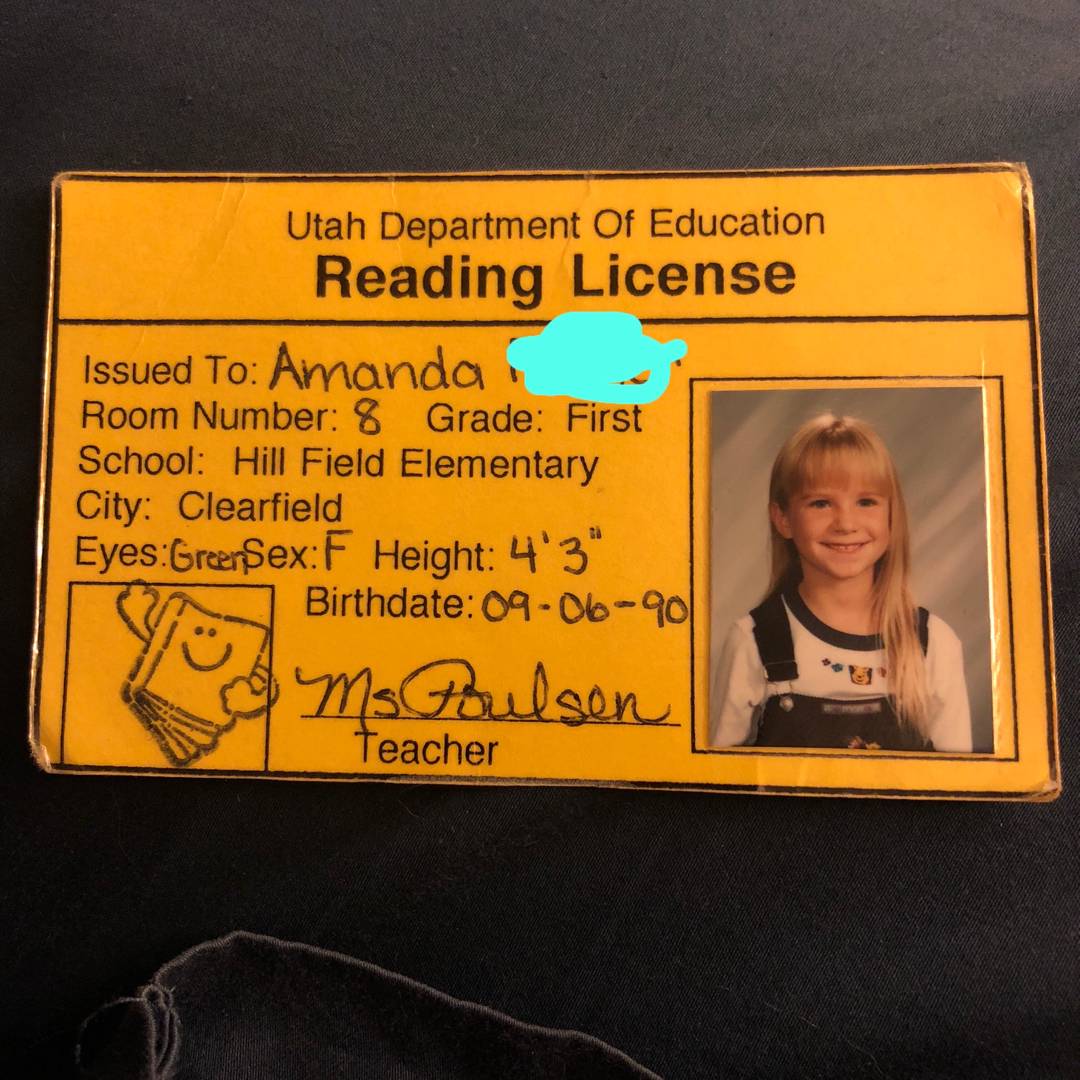 Utah Department Of Education
Reading License
Issued To: Amanda
Room Number: 8 Grade: First
School: Hill Field Elementary
City: Clearfield
Eyes: Green Sex: F Height: 4'3"
Birthdate: 09-06-90
Ms Poulsen
Teacher